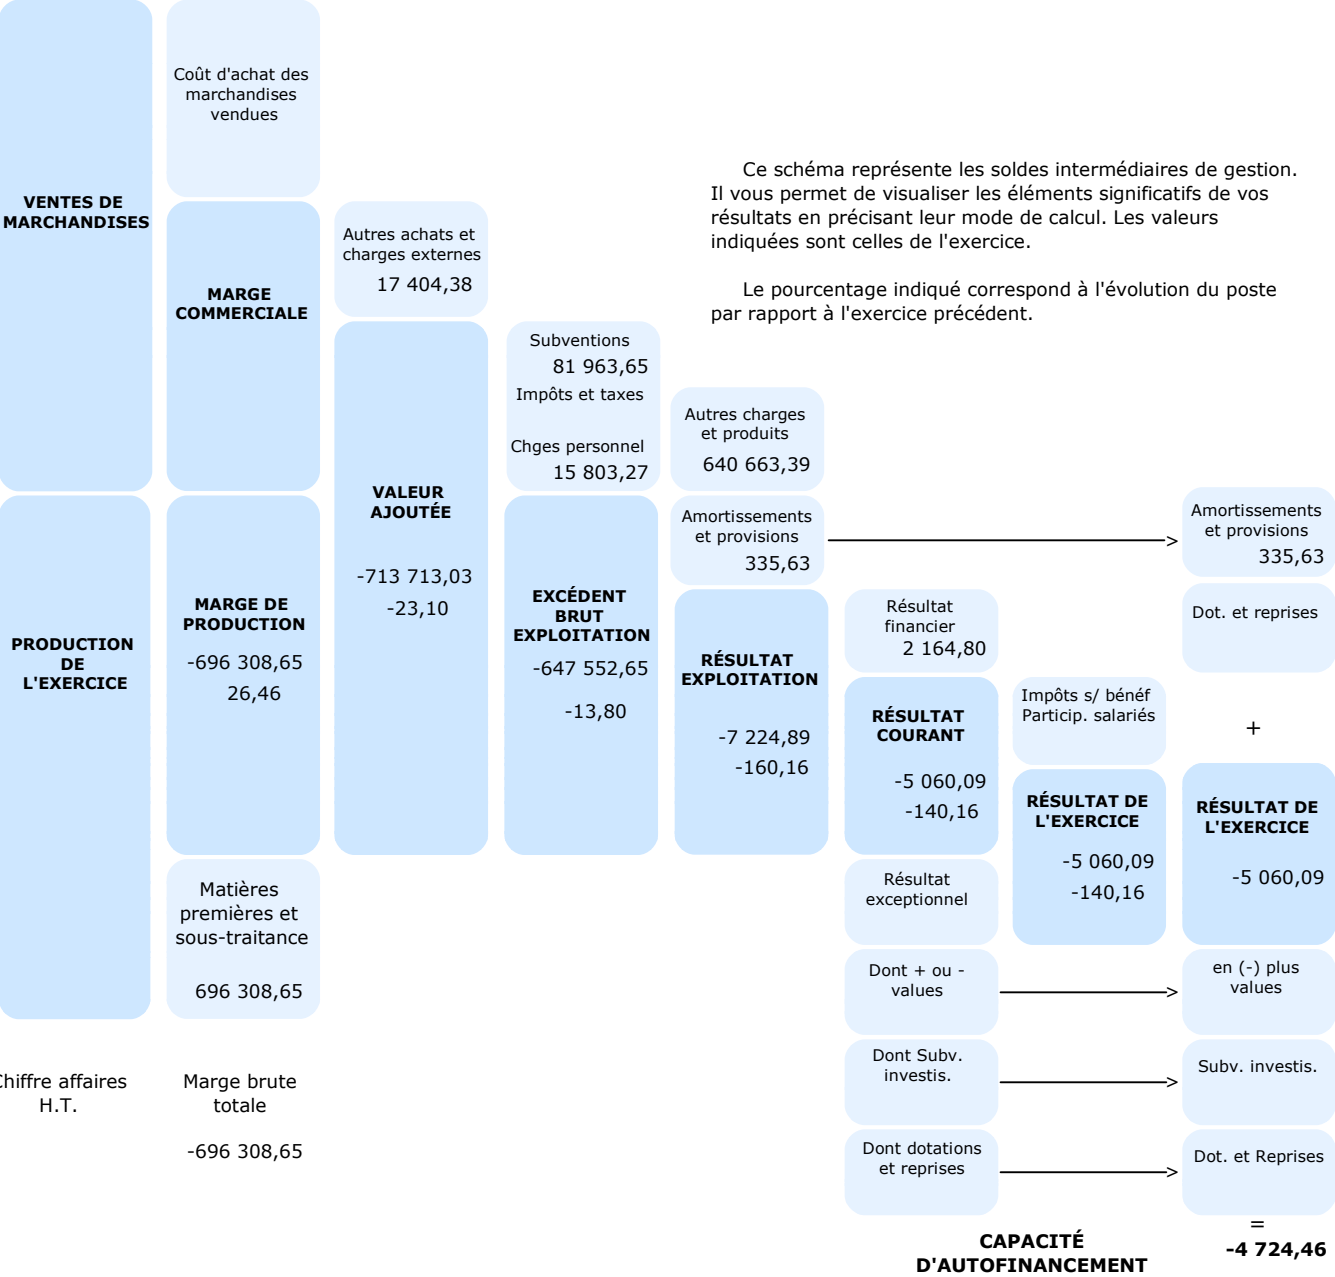 VENTES DE
MARCHANDISES
PRODUCTION
DE
L'EXERCICE
Chiffre affaires
H.T.
Coût d'achat des
marchandises
vendues
MARGE
COMMERCIALE
MARGE DE
PRODUCTION
-696 308,65
26,46
Matières
premières et
sous-traitance
696 308,65
Marge brute
totale
-696 308,65
Autres achats et
charges externes
17 404,38
VALEUR
AJOUTÉE
-713 713,03
-23,10
Ce schéma représente les soldes intermédiaires de gestion.
Il vous permet de visualiser les éléments significatifs de vos
résultats en précisant leur mode de calcul. Les valeurs
indiquées sont celles de l'exercice.
Le pourcentage indiqué correspond à l'évolution du poste
par rapport à l'exercice précédent.
Subventions
81 963,65
Impôts et taxes
Chges personnel
15 803,27
EXCÉDENT
BRUT
EXPLOITATION
-647 552,65
-13,80
Autres charges
et produits
640 663,39
Amortissements
et provisions
335,63
RÉSULTAT
EXPLOITATION
-7 224,89
-160,16
Résultat
financier
2 164,80
RÉSULTAT
COURANT
-5 060,09
-140,16
Résultat
exceptionnel
Dont + ou -
values
Dont Subv.
investis.
Dont dotations
et reprises
Impôts s/ bénéf
Particip. salariés
RÉSULTAT DE
L'EXERCICE
-5 060,09
-140,16
Amortissements
et provisions
335,63
Dot. et reprises
+
RÉSULTAT DE
L'EXERCICE
-5 060,09
en (-) plus
values
Subv. investis.
Dot. et Reprises
=
CAPACITÉ
D'AUTOFINANCEMENT
-4 724,46